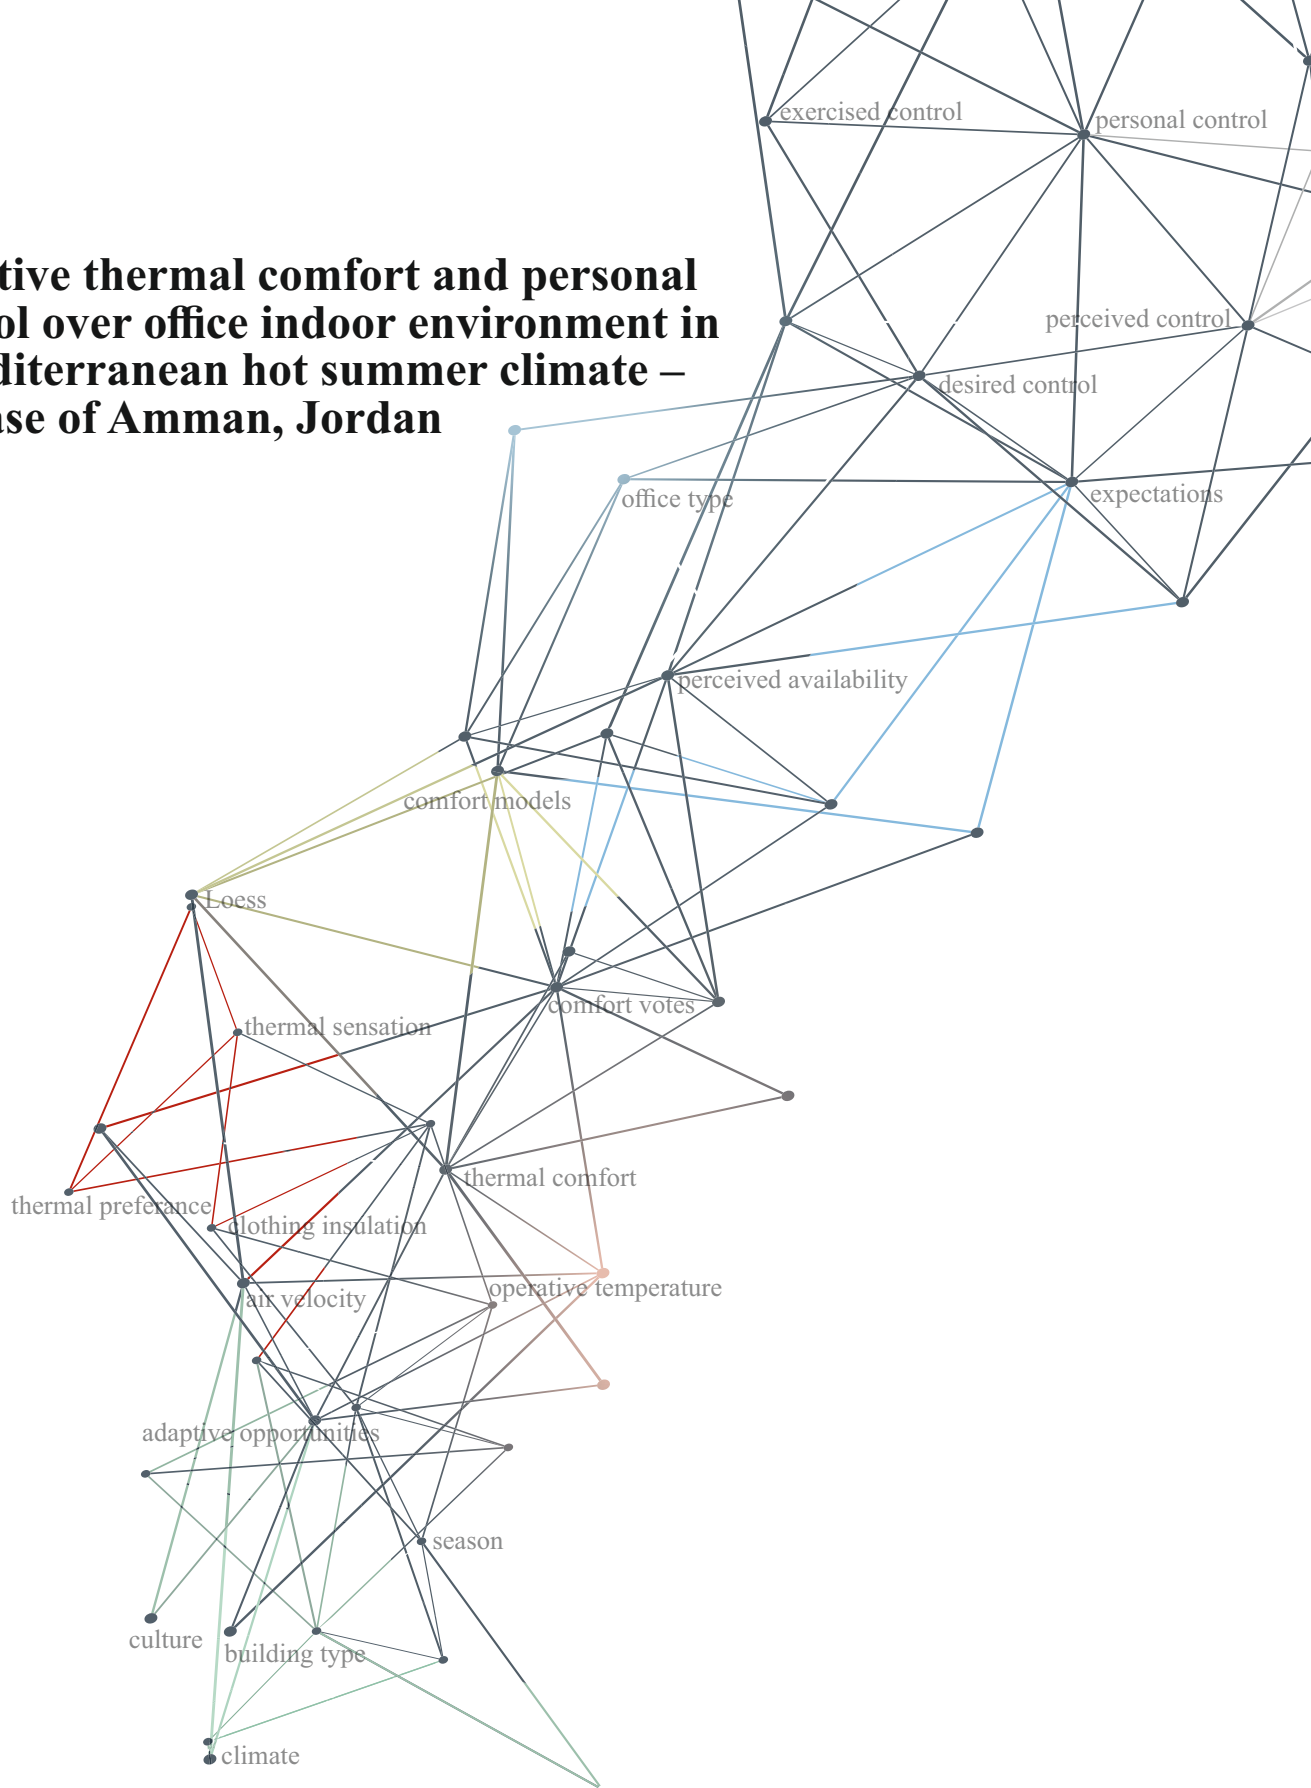 exercised control
personal control
tive thermal comfort and personal
ol over office indoor environment in
diterranean hot summer climate –
ase of Amman, Jordan
perceived control
desired control
office type
expectations
perceived availability
comfort models
Loess
comfort votes
thermal sensation
thermal comfort
thermal preferance
clothing insulation
operative temperature
air velocity
adaptive opportunities
season
culture
building type
climate